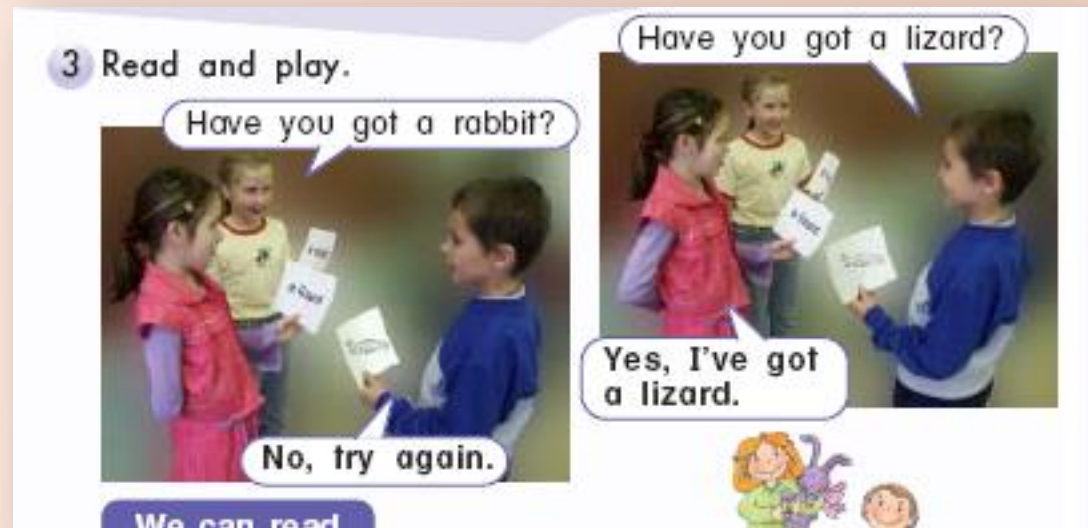 3 Read and play.
Have you got a rabbit?
No, try again.
Have you got a lizard?
Yes, I've got
a lizard.
We can read